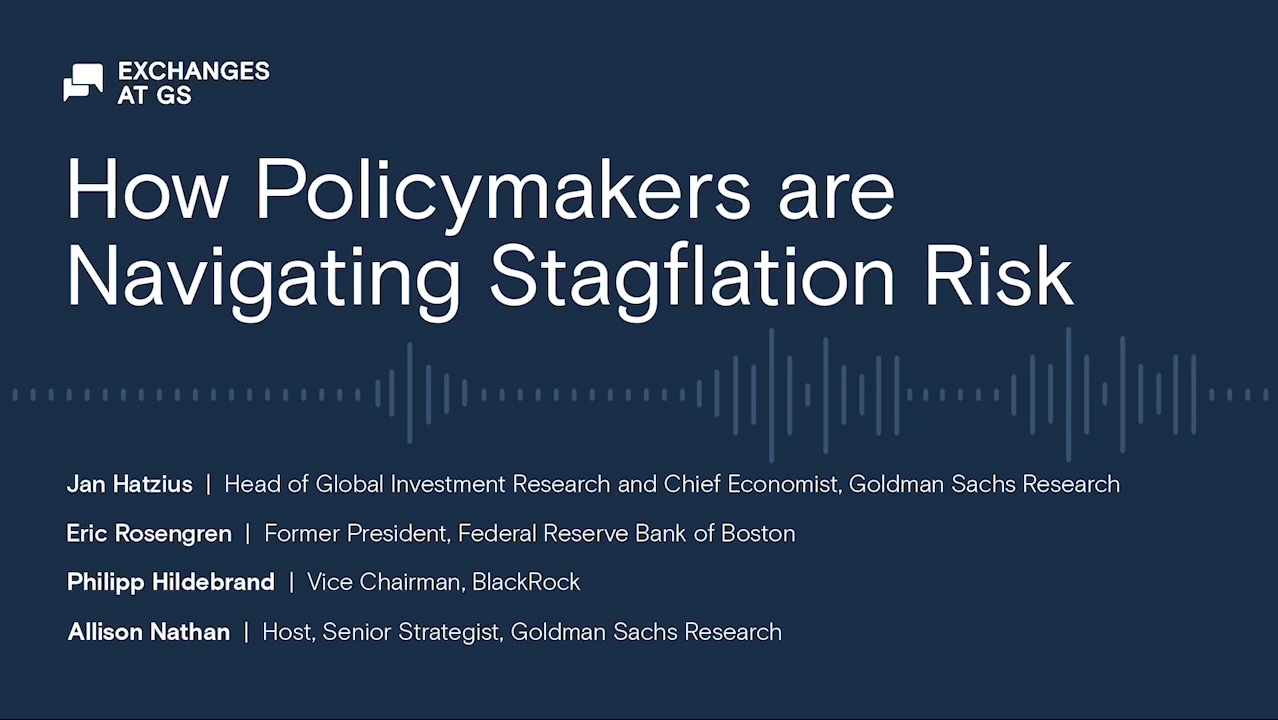 EXCHANGES
AT GS
How Policymakers are
Navigating Stagflation Risk
Jan Hatzius | Head of Global Investment Research and Chief Economist, Goldman Sachs Research
Eric Rosengren | Former President, Federal Reserve Bank of Boston
Philipp Hildebrand | Vice Chairman, BlackRock
Allison Nathan | Host, Senior Strategist, Goldman Sachs Research